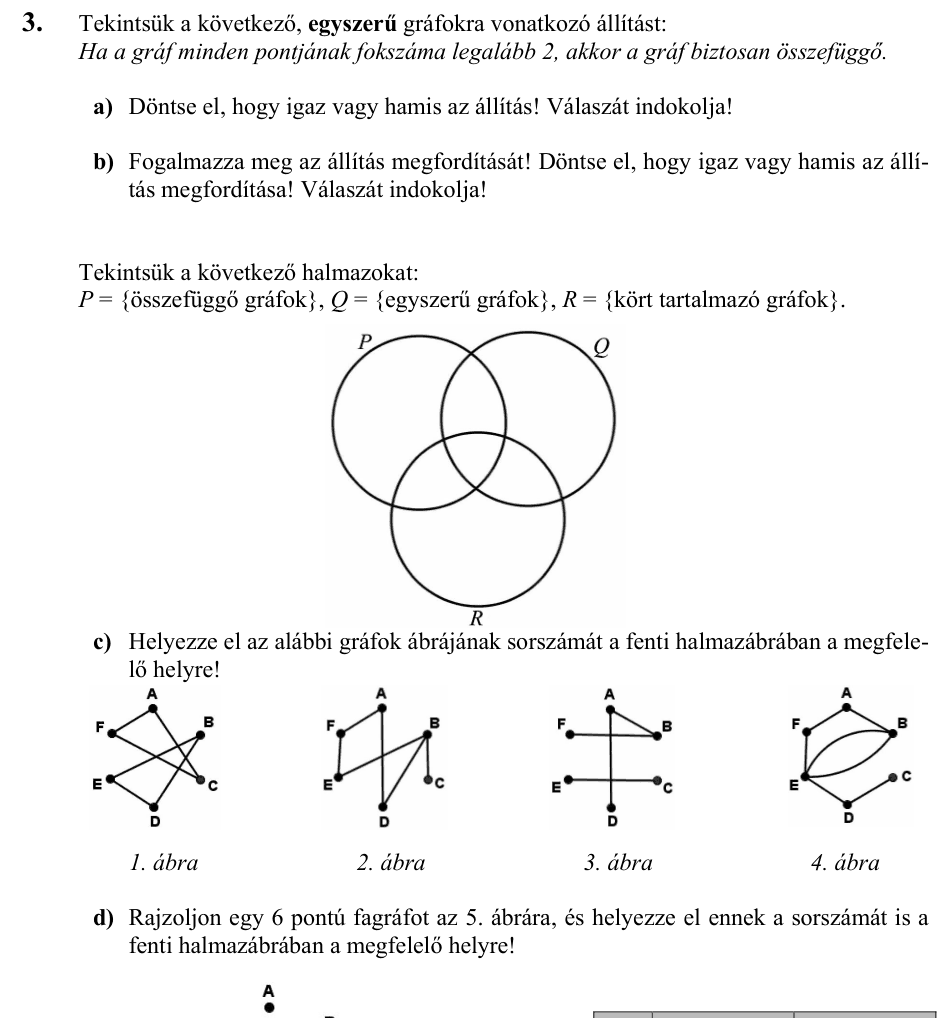 3. Tekintsük a következő, egyszerű gráfokra vonatkozó állítást:
Ha a gráf minden pontjának fokszáma legalább 2, akkor a gráf biztosan összefüggő.
a) Döntse el, hogy igaz vagy hamis az állítás! Válaszát indokolja!
b) Fogalmazza meg az állítás megfordítását! Döntse el, hogy igaz vagy hamis az állí-
tás megfordítása! Válaszát indokolja!
Tekintsük a következő halmazokat:
P = {összefüggő gráfok}, Q = {egyszerű gráfok}, R = {kört tartalmazó gráfok}.
P
Q
R
c) Helyezze el az alábbi gráfok ábrájának sorszámát a fenti halmazábrában a megfele-
lő helyre!
A A A A
F B F B F B F B
E C E C E C E C
D D D D
1. ábra 2. ábra 3. ábra 4. ábra
d) Rajzoljon egy 6 pontú fagráfot az 5. ábrára, és helyezze el ennek a sorszámát is a
fenti halmazábrában a megfelelő helyre!
A